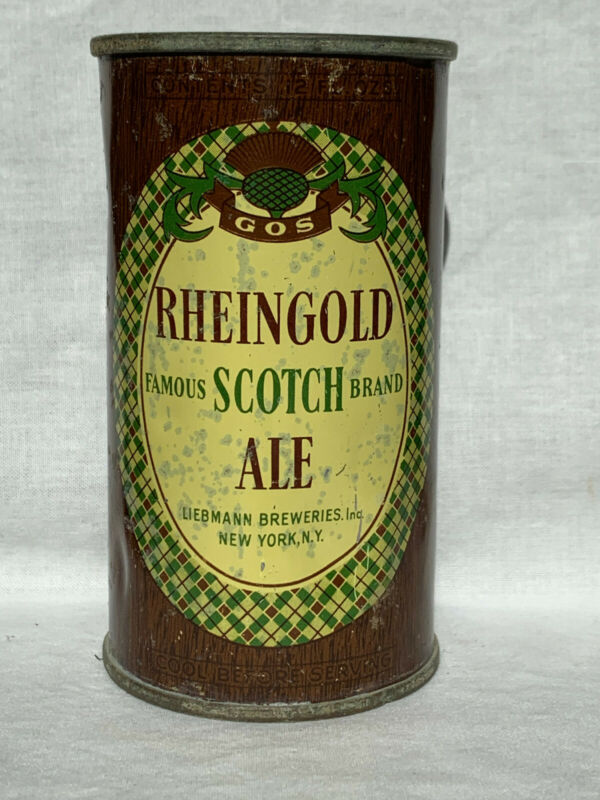 CONTENTS 12 FL. OZS.
GOS
RHEINGOLD
FAMOUS SCOTCH BRAND
ALE
LIEBMANN BREWERIES. Inc.
NEW YORK, N.Y.
COOL BEFORE SERVING